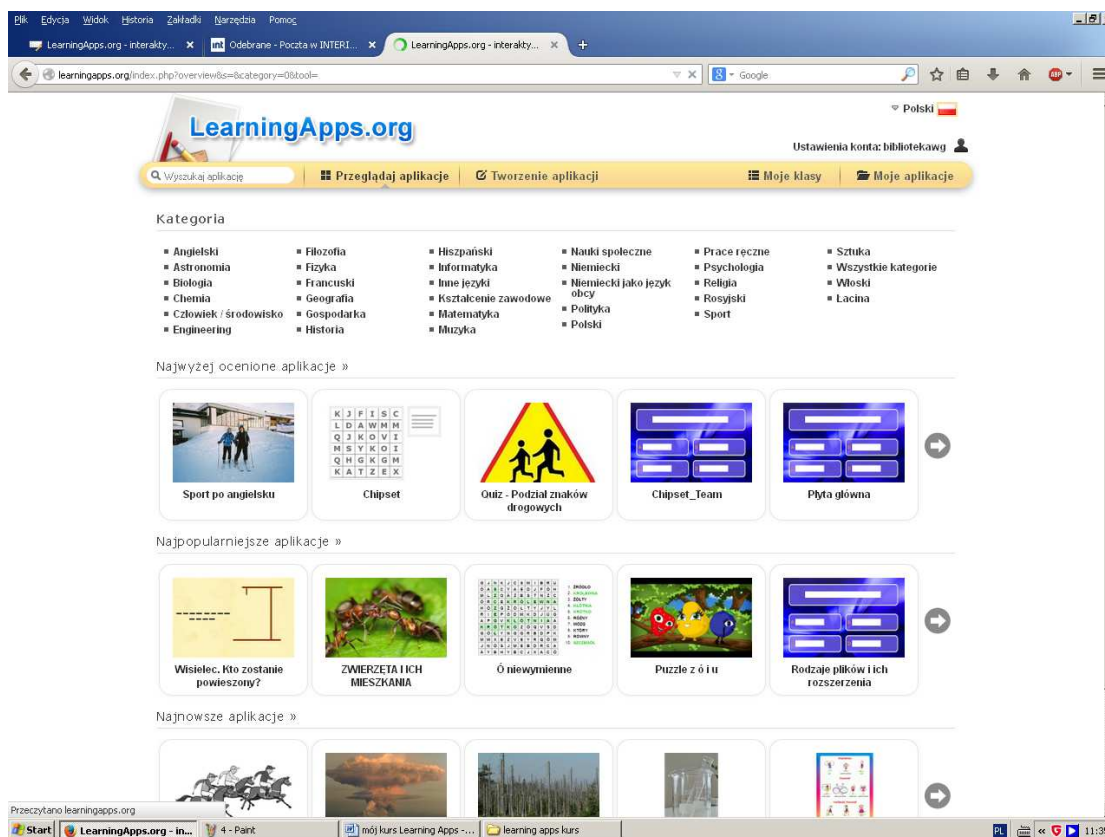 Plik Edycja Widok Historia Zakładki Narzędzia Pomoc
LearningApps.org - interakty... Odebrane - Poczta w INTERI... LearningApps.org - interakty...
learningapps.org/index.php?overview&s=&category=0&tool= Google
Polski
LearningApps.org
Ustawienia konta: bibliotekawg
Wyszukaj aplikację Przeglądaj aplikacje Tworzenie aplikacji Moje klasy Moje aplikacje
Kategoria
Angielski Filozofia Hiszpański Nauki społeczne Prace ręczne Sztuka
Astronomia Fizyka Informatyka Niemiecki Psychologia Wszystkie kategorie
Biologia Francuski Inne języki Niemiecki jako język obcy Religia Włoski
Chemia Geografia Kształcenie zawodowe Polityka Rosyjski Łacina
Człowiek / środowisko Gospodarka Matematyka Polski Sport
Engineering Historia Muzyka
Najwyżej ocenione aplikacje »
K J F I S C
L D A W M M
Q J K O V I
M S Y K O I
Q H G K G M
K A T Z E X
Sport po angielsku Chipset Quiz - Podział znaków drogowych Chipset_Team Płyta główna
Najpopularniejsze aplikacje »
Wisielec. Kto zostanie powieszony? ZWIERZĘTA I ICH MIESZKANIA Ó niewymienne Puzzle z ó i u Rodzaje plików i ich rozszerzenia
Najnowsze aplikacje »
Przeczytano learningapps.org
Start LearningApps.org - in... 4 - Paint mój kurs Learning Apps -... learning apps kurs PL